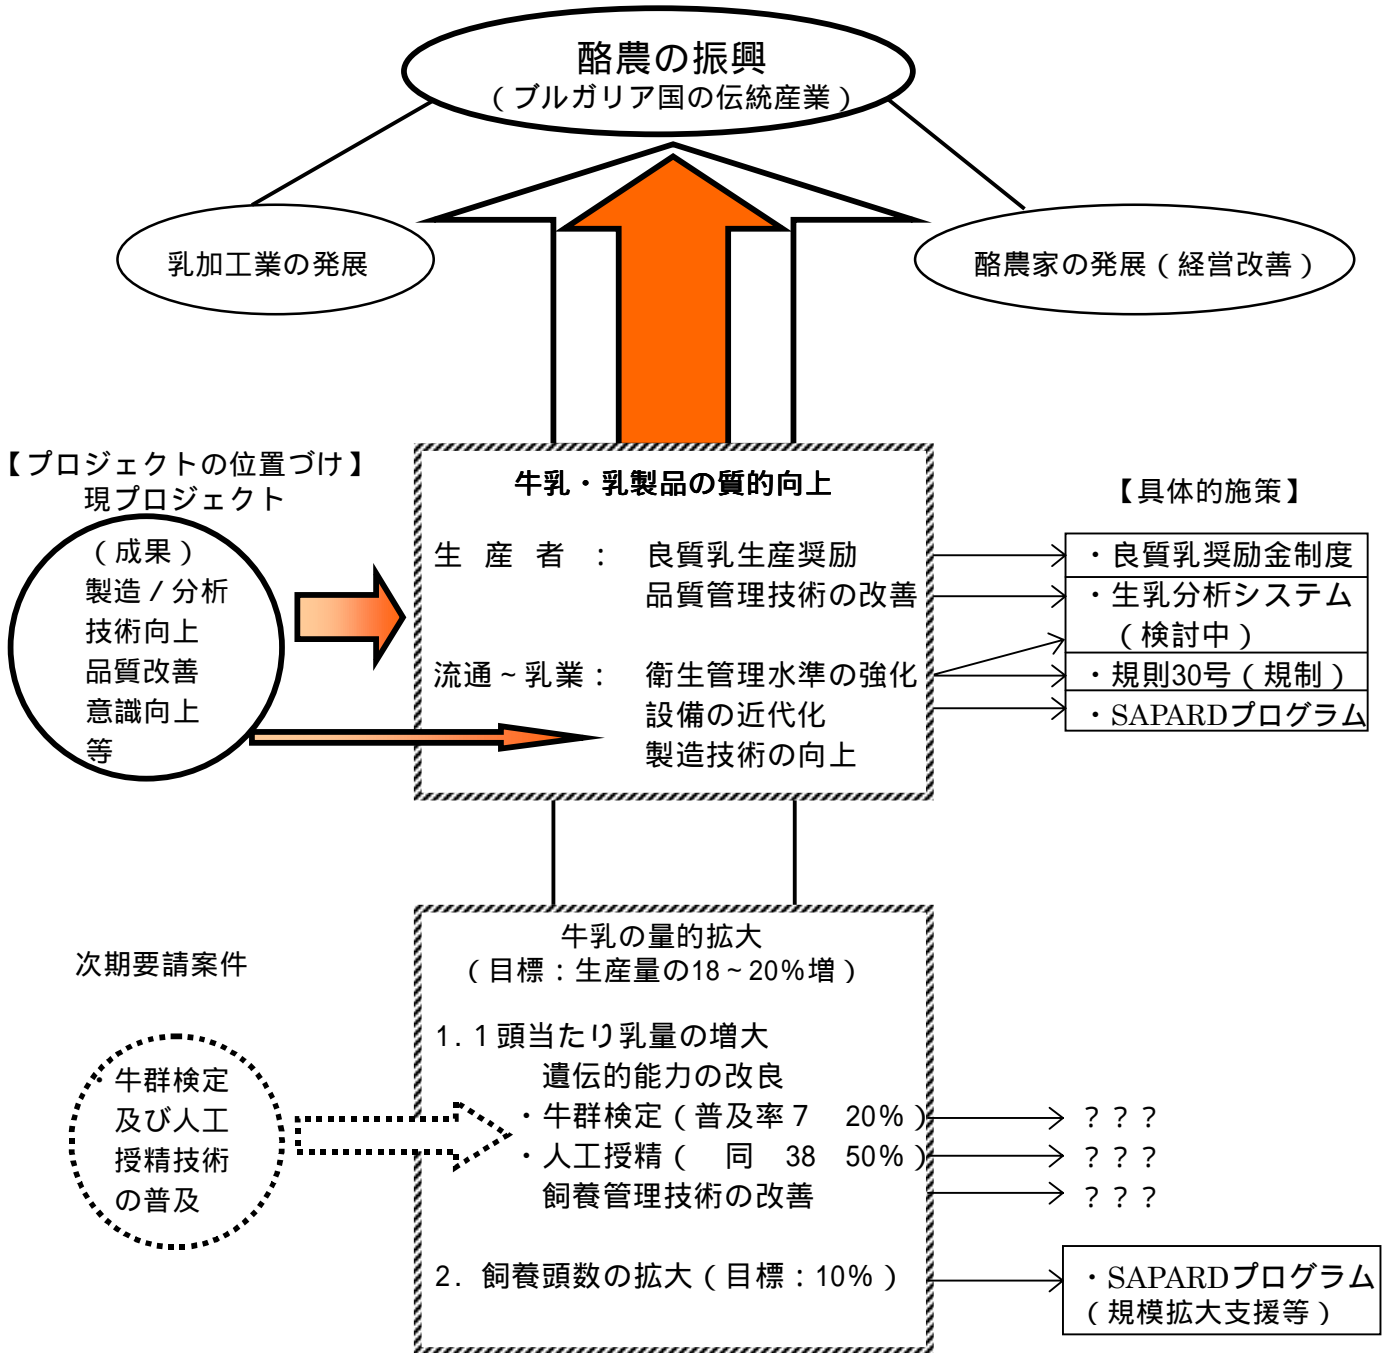 酪農の振興
（ブルガリア国の伝統産業）
乳加工業の発展
酪農家の発展（経営改善）
【プロジェクトの位置づけ】
現プロジェクト
（成果）
製造／分析
技術向上
品質改善
意識向上
等
牛乳・乳製品の質的向上
生産者： 良質乳生産奨励
品質管理技術の改善
流通～乳業： 衛生管理水準の強化
設備の近代化
製造技術の向上
【具体的施策】
・良質乳奨励金制度
・生乳分析システム
（検討中）
・規則30号（規制）
・SAPARDプログラム
次期要請案件
・牛群検定
及び人工
授精技術
の普及
牛乳の量的拡大
（目標：生産量の18～20%増）
1. 1頭当たり乳量の増大
遺伝的能力の改良
・牛群検定（普及率7 20%）
・人工授精（ 同 38 50%）
飼養管理技術の改善
2. 飼養頭数の拡大（目標：10%）
？？？
？？？
？？？
・SAPARDプログラム
（規模拡大支援等）